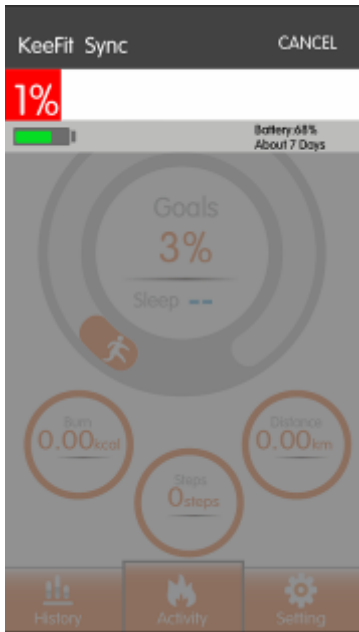 KeeFit Sync CANCEL
1%
Battery:68%
About 7 Days
Goals
3%
Sleep --
Burn
0.00kcal
Distance
0.00km
Steps
0steps
History Activity Setting